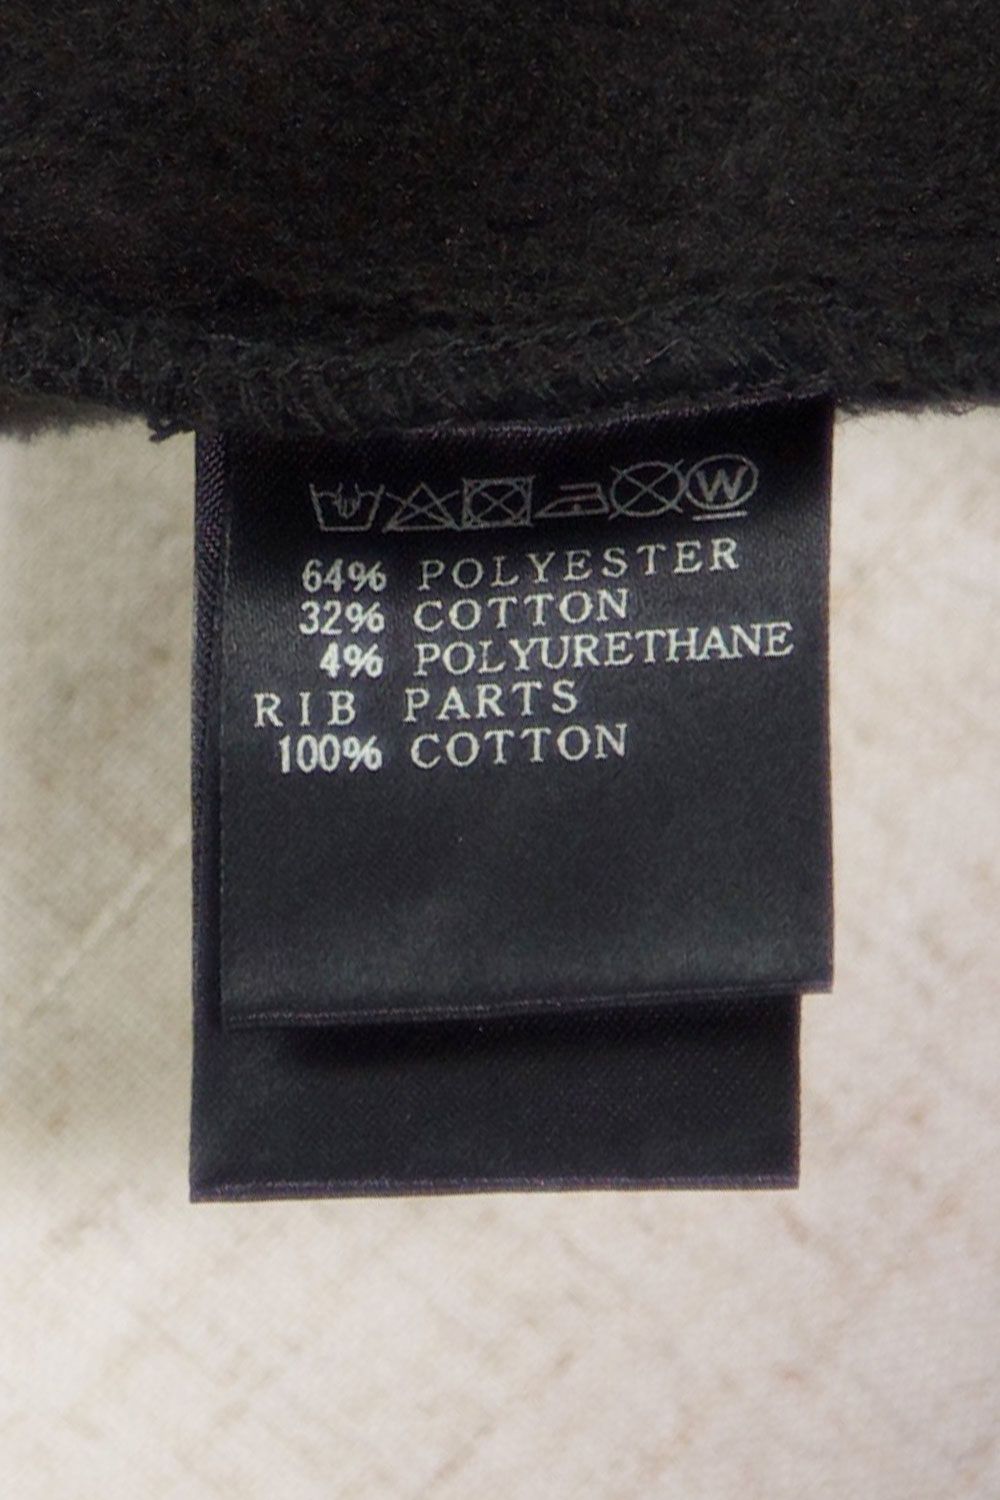 W
64% POLYESTER
32% COTTON
4% POLYURETHANE
RIB PARTS
100% COTTON